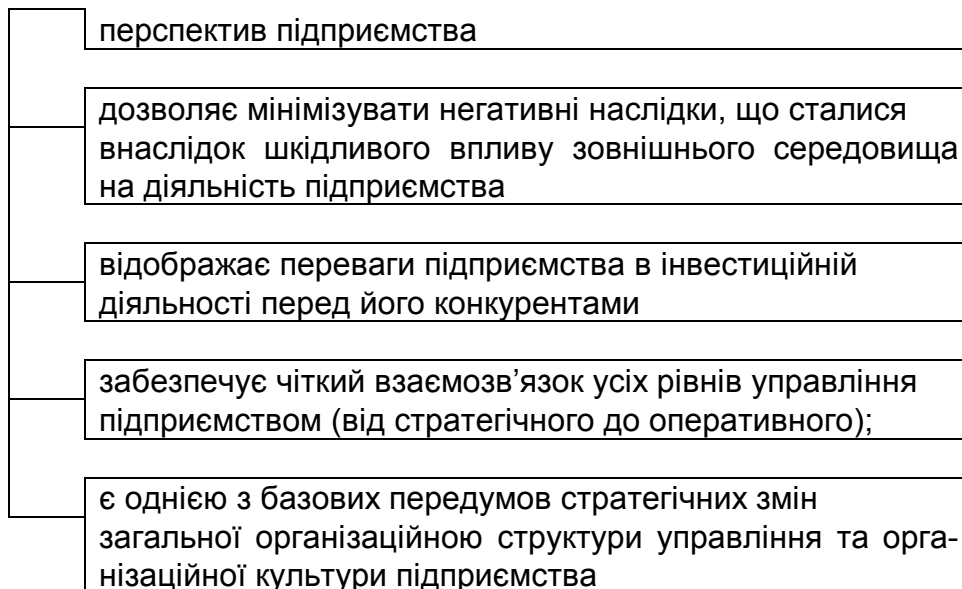 перспектив підприємства
дозволяє мінімізувати негативні наслідки, що сталися
внаслідок шкідливого впливу зовнішнього середовища
на діяльність підприємства
відображає переваги підприємства в інвестиційній
діяльності перед його конкурентами
забезпечує чіткий взаємозв’язок усіх рівнів управління
підприємством (від стратегічного до оперативного);
є однією з базових передумов стратегічних змін
загальної організаційною структури управління та орга-
нізаційної культури підприємства